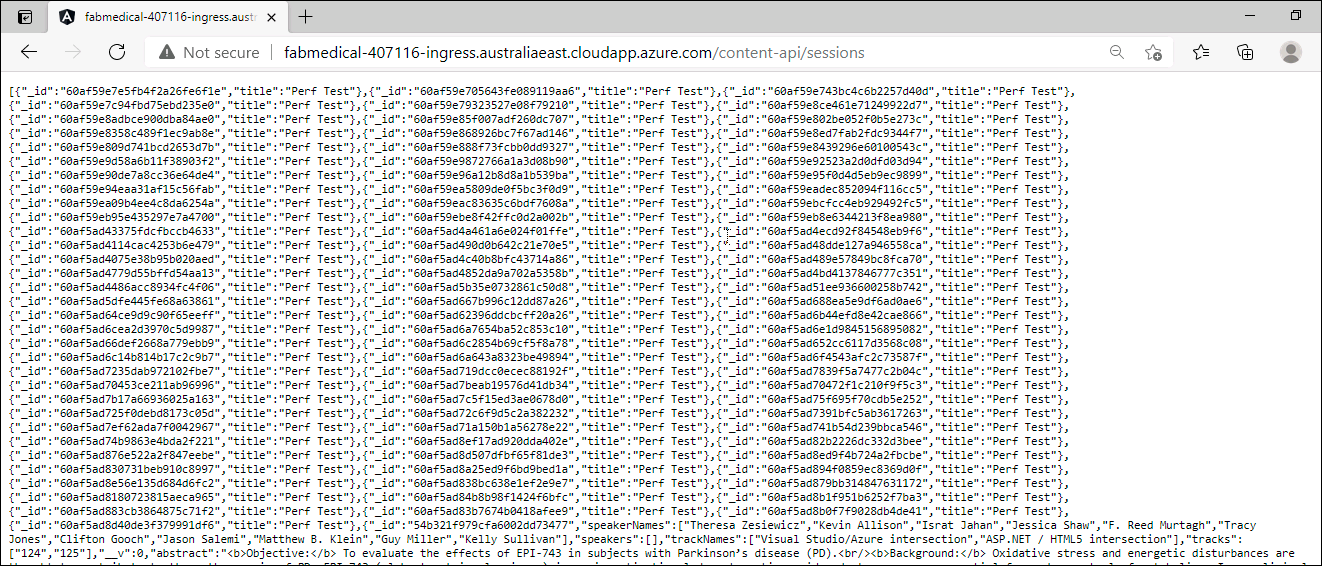 fabmedical-407116-ingress.austr
Not secure
fabmedical-407116-ingress.australiaeast.cloudapp.azure.com/content-api/sessions
[{"_id":"60af59e7e5fb4f2a26fe6f1e","title":"Perf Test"},{"_id":"60af59e705643fe089119aa6","title":"Perf Test"},{"_id":"60af59e743bc4c6b2257d40d","title":"Perf Test"},
{"_id":"60af59e7c94fbd75ebd235e0","title":"Perf Test"},{"_id":"60af59e79323527e08f79210","title":"Perf Test"},{"_id":"60af59e8ce461e71249922d7","title":"Perf Test"},
{"_id":"60af59e8adbce900dba84ae0","title":"Perf Test"},{"_id":"60af59e85f007adf260dc707","title":"Perf Test"},{"_id":"60af59e802be052f0b5e273c","title":"Perf Test"},
{"_id":"60af59e8358c489f1ec9ab8e","title":"Perf Test"},{"_id":"60af59e868926bc7f67ad146","title":"Perf Test"},{"_id":"60af59e8ed7fab2fdc9344f7","title":"Perf Test"},
{"_id":"60af59e809d741bcd2653d7b","title":"Perf Test"},{"_id":"60af59e888f73fcbb0dd9327","title":"Perf Test"},{"_id":"60af59e8439296e60100543c","title":"Perf Test"},
{"_id":"60af59e9d58a6b11f38903f2","title":"Perf Test"},{"_id":"60af59e9872766a1a3d08b90","title":"Perf Test"},{"_id":"60af59e92523a2d0dfd03d94","title":"Perf Test"},
{"_id":"60af59e90de7a8cc36e64de4","title":"Perf Test"},{"_id":"60af59e96a12b8d8a1b539ba","title":"Perf Test"},{"_id":"60af59e95f0d4d5eb9ec9899","title":"Perf Test"},
{"_id":"60af59e94eaa31af15c56fab","title":"Perf Test"},{"_id":"60af59ea5809de0f5bc3f0d9","title":"Perf Test"},{"_id":"60af59eadec852094f116cc5","title":"Perf Test"},
{"_id":"60af59ea09b4ee4c8da6254a","title":"Perf Test"},{"_id":"60af59eac83635c6bdf7608a","title":"Perf Test"},{"_id":"60af59ebcfcc4eb929492fc5","title":"Perf Test"},
{"_id":"60af59eb95e435297e7a4700","title":"Perf Test"},{"_id":"60af59ebe8f42ffc0d2a002b","title":"Perf Test"},{"_id":"60af59eb8e6344213f8ea980","title":"Perf Test"},
{"_id":"60af5ad43375fdcfbccb4633","title":"Perf Test"},{"_id":"60af5ad4a461a6e024f01ffe","title":"Perf Test"},{"_id":"60af5ad4ecd92f84548eb9f6","title":"Perf Test"},
{"_id":"60af5ad4114cac4253b6e479","title":"Perf Test"},{"_id":"60af5ad490d0b642c21e70e5","title":"Perf Test"},{"_id":"60af5ad48dde127a946558ca","title":"Perf Test"},
{"_id":"60af5ad4075e38b95b020aed","title":"Perf Test"},{"_id":"60af5ad4c40b8bfc43714a86","title":"Perf Test"},{"_id":"60af5ad489e57849bc8fca70","title":"Perf Test"},
{"_id":"60af5ad4779d55bffd54aa13","title":"Perf Test"},{"_id":"60af5ad4852da9a702a5358b","title":"Perf Test"},{"_id":"60af5ad4bd4137846777c351","title":"Perf Test"},
{"_id":"60af5ad4486acc8934fc4f06","title":"Perf Test"},{"_id":"60af5ad5b35e0732861c50d8","title":"Perf Test"},{"_id":"60af5ad51ee936600258b742","title":"Perf Test"},
{"_id":"60af5ad5dfe445fe68a63861","title":"Perf Test"},{"_id":"60af5ad667b996c12dd87a26","title":"Perf Test"},{"_id":"60af5ad688ea5e9df6ad0ae6","title":"Perf Test"},
{"_id":"60af5ad64ce9d9c90f65eeff","title":"Perf Test"},{"_id":"60af5ad62396ddcbcff20a26","title":"Perf Test"},{"_id":"60af5ad6b44efd8e42cae866","title":"Perf Test"},
{"_id":"60af5ad6cea2d3970c5d9987","title":"Perf Test"},{"_id":"60af5ad6a7654ba52c853c10","title":"Perf Test"},{"_id":"60af5ad6e1d9845156895082","title":"Perf Test"},
{"_id":"60af5ad66def2668a779ebb9","title":"Perf Test"},{"_id":"60af5ad6c2854b69cf5f8a78","title":"Perf Test"},{"_id":"60af5ad652cc6117d3568c08","title":"Perf Test"},
{"_id":"60af5ad6c14b814b17c2c9b7","title":"Perf Test"},{"_id":"60af5ad6a643a8323be49894","title":"Perf Test"},{"_id":"60af5ad6f4543afc2c73587f","title":"Perf Test"},
{"_id":"60af5ad7235dab972102fbe7","title":"Perf Test"},{"_id":"60af5ad719dcc0ecec88192f","title":"Perf Test"},{"_id":"60af5ad7839f5a7477c2b04c","title":"Perf Test"},
{"_id":"60af5ad70453ce211ab96996","title":"Perf Test"},{"_id":"60af5ad7beab19576d41db34","title":"Perf Test"},{"_id":"60af5ad70472f1c210f9f5c3","title":"Perf Test"},
{"_id":"60af5ad7b17a66936025a163","title":"Perf Test"},{"_id":"60af5ad7c5f15ed3ae0678d0","title":"Perf Test"},{"_id":"60af5ad75f695f70cdb5e252","title":"Perf Test"},
{"_id":"60af5ad725f0debd8173c05d","title":"Perf Test"},{"_id":"60af5ad72c6f9d5c2a382232","title":"Perf Test"},{"_id":"60af5ad7391bfc5ab3617263","title":"Perf Test"},
{"_id":"60af5ad7ef62ada7f0042967","title":"Perf Test"},{"_id":"60af5ad71a150b1a56278e22","title":"Perf Test"},{"_id":"60af5ad741b54d239bbca546","title":"Perf Test"},
{"_id":"60af5ad74b9863e4bda2f221","title":"Perf Test"},{"_id":"60af5ad8ef17ad920dda402e","title":"Perf Test"},{"_id":"60af5ad82b2226dc332d3bee","title":"Perf Test"},
{"_id":"60af5ad876e522a2f847eebe","title":"Perf Test"},{"_id":"60af5ad8d507dfbf65f81de3","title":"Perf Test"},{"_id":"60af5ad8ed9f4b724a2fbcbe","title":"Perf Test"},
{"_id":"60af5ad830731beb910c8997","title":"Perf Test"},{"_id":"60af5ad8a25ed9f6bd9bed1a","title":"Perf Test"},{"_id":"60af5ad894f0859ec8369d0f","title":"Perf Test"},
{"_id":"60af5ad8e56e135d684d6fc2","title":"Perf Test"},{"_id":"60af5ad838bc638e1ef2e9e7","title":"Perf Test"},{"_id":"60af5ad879bb314847631172","title":"Perf Test"},
{"_id":"60af5ad8180723815aeca965","title":"Perf Test"},{"_id":"60af5ad84b8b98f1424f6bfc","title":"Perf Test"},{"_id":"60af5ad8b1f951b6252f7ba3","title":"Perf Test"},
{"_id":"60af5ad883cb3864875c71f2","title":"Perf Test"},{"_id":"60af5ad83b7674b0418afee9","title":"Perf Test"},{"_id":"60af5ad8b0f7f9028db4de41","title":"Perf Test"},
{"_id":"60af5ad8d40de3f379991df6","title":"Perf Test"},{"_id":"54b321f979cfa6002dd73477","speakerNames":["Theresa Zesiewicz","Kevin Allison","Israt Jahan","Jessica Shaw","F. Reed Murtagh","Tracy
Jones","Clifton Gooch","Jason Salemi","Matthew B. Klein","Guy Miller","Kelly Sullivan"],"speakers":[],"trackNames":["Visual Studio/Azure intersection","ASP.NET / HTML5 intersection"],"tracks":
["124","125"],"__v":0,"abstract":"<b>Objective:</b> To evaluate the effects of EPI-743 in subjects with Parkinson’s disease (PD).<br/><b>Background:</b> Oxidative stress and energetic disturbances are